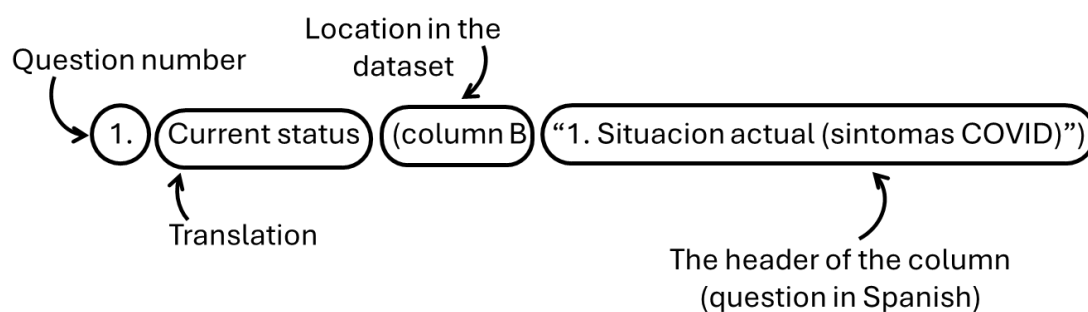 Location in the
dataset
Question number
1. Current status (column B “1. Situacion actual (sintomas COVID)”)
Translation
The header of the column
(question in Spanish)